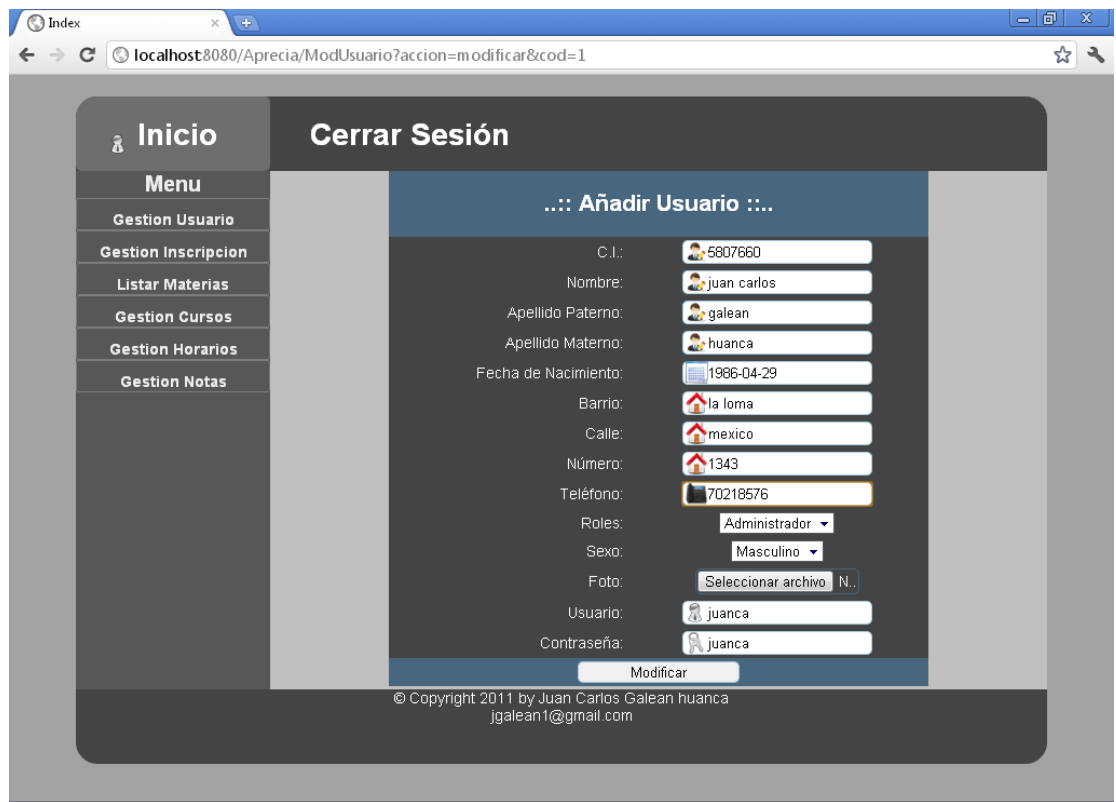 Index
localhost:8080/Aprecia/ModUsuario?accion=modificar&cod=1
Inicio
Cerrar Sesión
Menu
Gestion Usuario
Gestion Inscripcion
Listar Materias
Gestion Cursos
Gestion Horarios
Gestion Notas
..:: Añadir Usuario ::..
C.I.: 5807660
Nombre: juan carlos
Apellido Paterno: galean
Apellido Materno: huanca
Fecha de Nacimiento: 1986-04-29
Barrio: la loma
Calle: mexico
Número: 1343
Teléfono: 70218576
Roles: Administrador
Sexo: Masculino
Foto: Seleccionar archivo N..
Usuario: juanca
Contraseña: juanca
Modificar
© Copyright 2011 by Juan Carlos Galean huanca
jgalean1@gmail.com